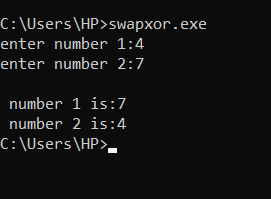 C:\Users\HP>swapxor.exe
enter number 1:4
enter number 2:7
number 1 is:7
number 2 is:4
C:\Users\HP>